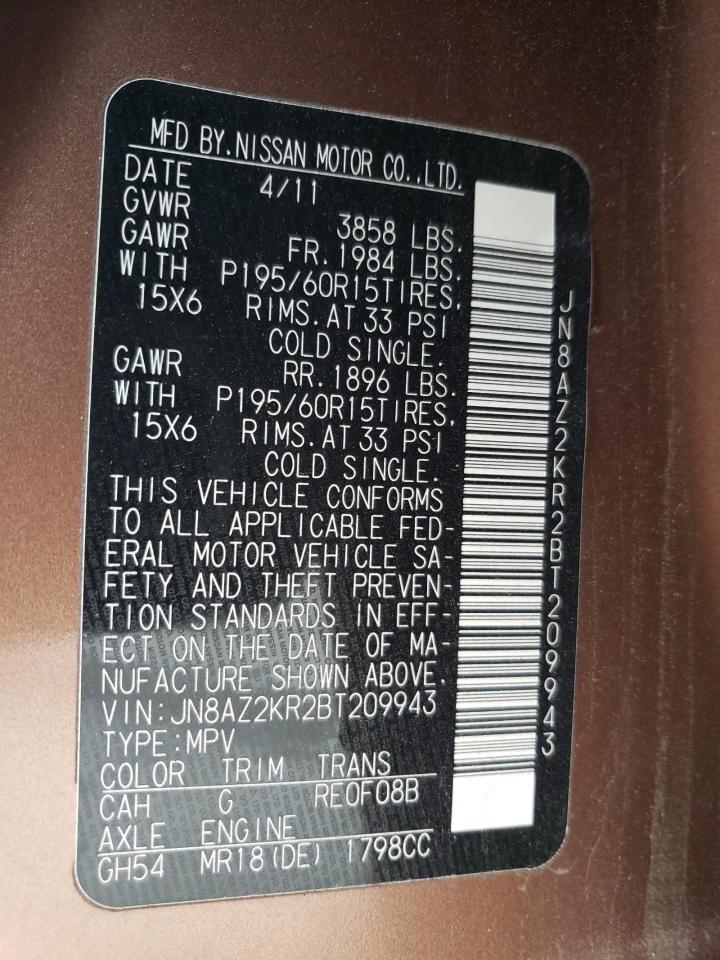 MFD BY. NISSAN MOTOR CO.,LTD.
DATE 4/11
GVWR 3858 LBS.
GAWR FR. 1984 LBS.
WITH P195/60R15TIRES,
15X6 RIMS. AT 33 PSI
COLD SINGLE.
GAWR RR. 1896 LBS.
WITH P195/60R15TIRES,
15X6 RIMS. AT 33 PSI
COLD SINGLE.
THIS VEHICLE CONFORMS
TO ALL APPLICABLE FED-
ERAL MOTOR VEHICLE SA-
FETY AND THEFT PREVEN-
TION STANDARDS IN EFF-
ECT ON THE DATE OF MA-
NUFACTURE SHOWN ABOVE.
VIN:JN8AZ2KR2BT209943
TYPE:MPV
COLOR TRIM TRANS
CAH G RE0F08B
AXLE ENGINE
GH54 MR18(DE) 1798CC
JN8AZ2KR2BT209943